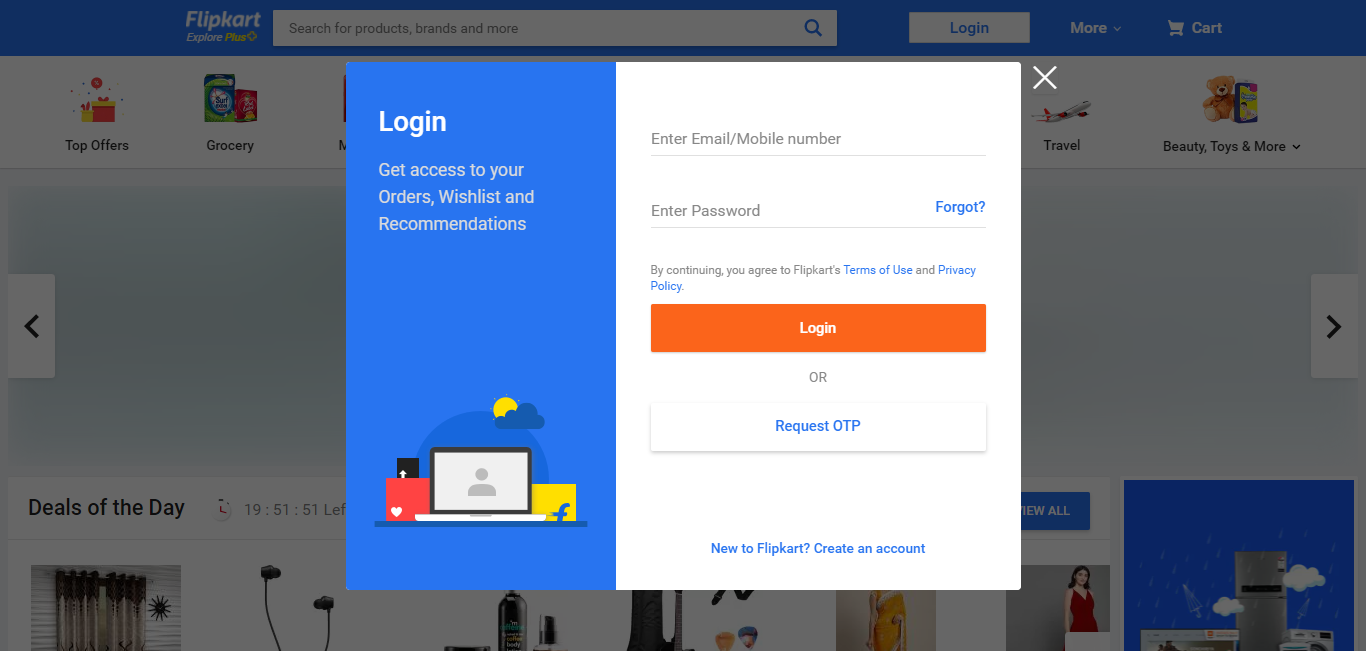 Flipkart
Explore Plus
Search for products, brands and more
Login
More
Cart
Top Offers
Grocery
Travel
Beauty, Toys & More
Login
Get access to your
Orders, Wishlist and
Recommendations
Enter Email/Mobile number
Enter Password
Forgot?
By continuing, you agree to Flipkart's Terms of Use and Privacy
Policy.
Login
OR
Request OTP
New to Flipkart? Create an account
Deals of the Day
19 : 51 : 51 Lef
VIEW ALL